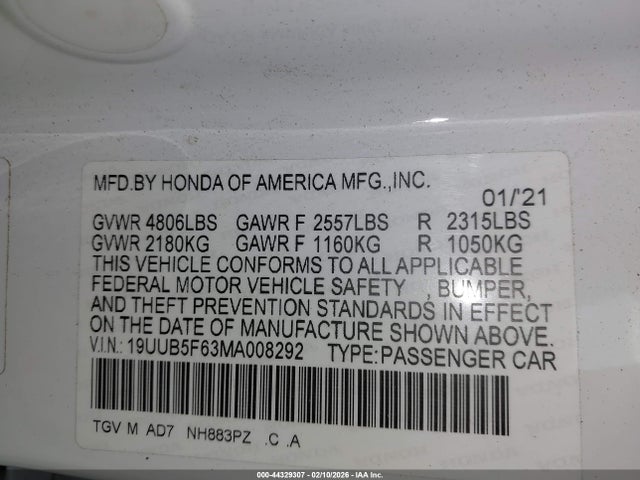 MFD.BY HONDA OF AMERICA MFG.,INC.
01/'21
GVWR 4806LBS GAWR F 2557LBS R 2315LBS
GVWR 2180KG GAWR F 1160KG R 1050KG
THIS VEHICLE CONFORMS TO ALL APPLICABLE
FEDERAL MOTOR VEHICLE SAFETY , BUMPER,
AND THEFT PREVENTION STANDARDS IN EFFECT
ON THE DATE OF MANUFACTURE SHOWN ABOVE.
V.I.N.: 19UUB5F63MA008292 TYPE:PASSENGER CAR
TGV M AD7 NH883PZ .C .A
000-44329307 - 02/10/2026 - © IAA Inc.